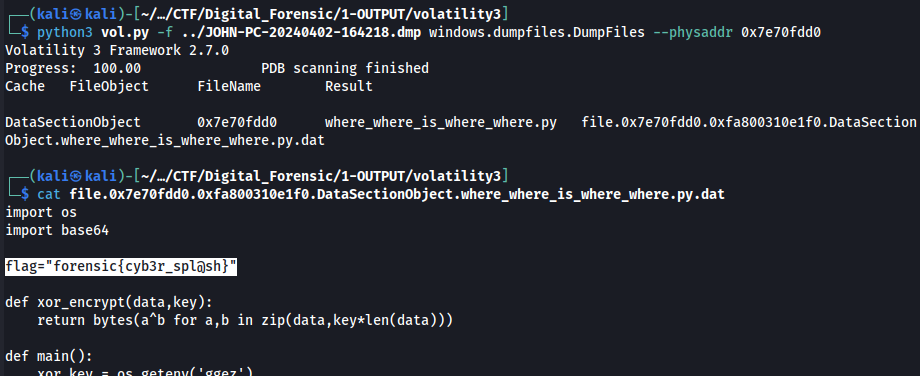 ┌──(kali㉿kali)-[~/…/CTF/Digital_Forensic/1-OUTPUT/volatility3]
└─$ python3 vol.py -f ../JOHN-PC-20240402-164218.dmp windows.dumpfiles.DumpFiles --physaddr 0x7e70fdd0
Volatility 3 Framework 2.7.0
Progress:  100.00               PDB scanning finished
Cache   FileObject      FileName        Result

DataSectionObject       0x7e70fdd0      where_where_is_where_where.py   file.0x7e70fdd0.0xfa800310e1f0.DataSection
Object.where_where_is_where_where.py.dat

┌──(kali㉿kali)-[~/…/CTF/Digital_Forensic/1-OUTPUT/volatility3]
└─$ cat file.0x7e70fdd0.0xfa800310e1f0.DataSectionObject.where_where_is_where_where.py.dat
import os
import base64

flag="forensic{cyb3r_spl@sh}"

def xor_encrypt(data,key):
    return bytes(a^b for a,b in zip(data,key*len(data)))

def main():
    xor_key = os.getenv('ggez')